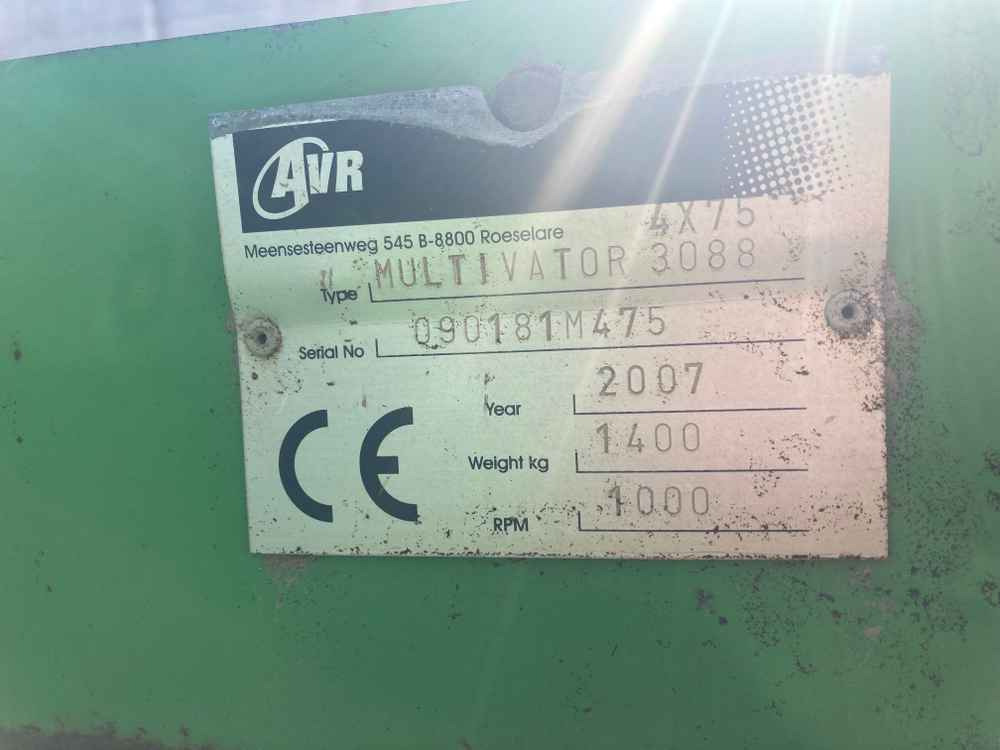 AVR
Meensesteenweg 545 B-8800 Roeselare
4X75
Type MULTIVATOR 3088
Serial No 090181M475
Year 2007
Weight kg 1400
RPM 1000
CE